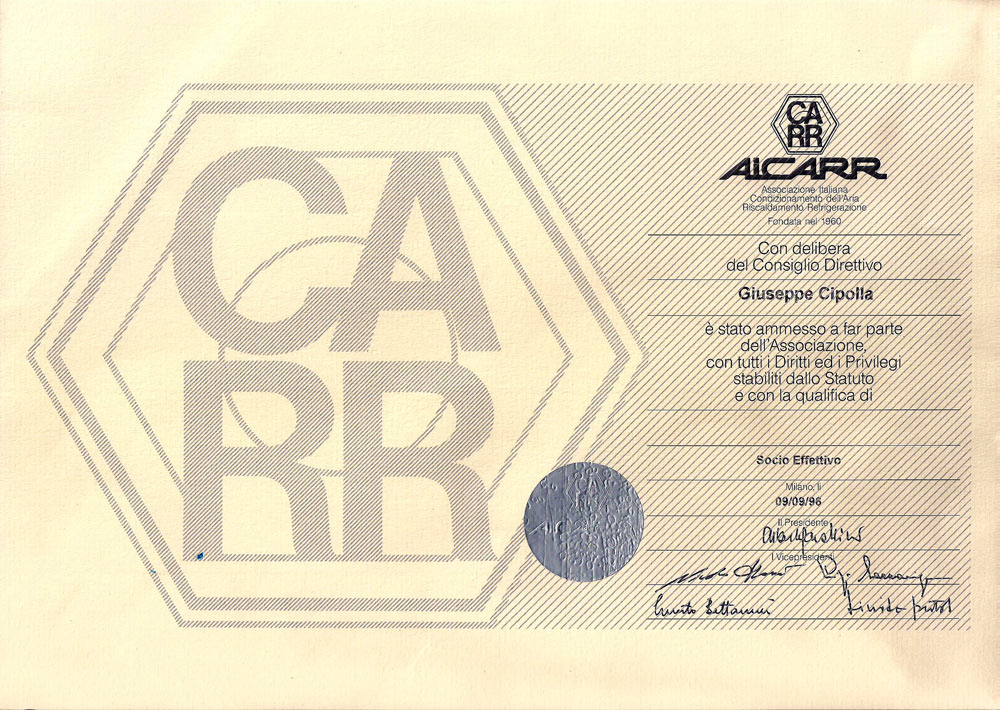 CA
RR
CA
RR
AiCARR
Associazione Italiana
Condizionamento dell'Aria
Riscaldamento Refrigerazione
Fondata nel 1960
Con delibera
del Consiglio Direttivo
Giuseppe Cipolla
è stato ammesso a far parte
dell'Associazione,
con tutti i Diritti ed i Privilegi
stabiliti dallo Statuto
e con la qualifica di
Socio Effettivo
Milano, li
09/09/96
Il Presidente
I Vicepresidenti